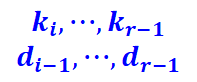 k_i, ⋯, k_{r−1}
d_{i−1}, ⋯, d_{r−1}